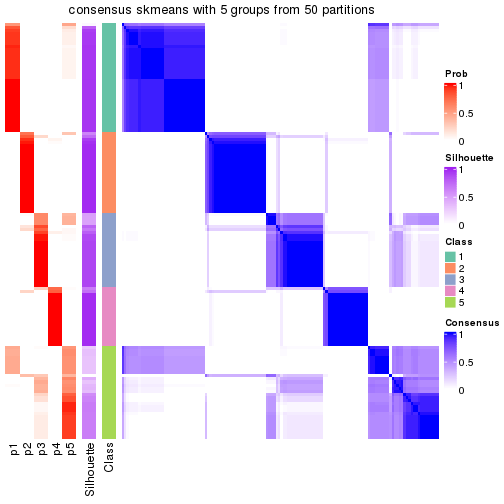 consensus skmeans with 5 groups from 50 partitions
Prob
1
0.5
0
Silhouette
1
0.5
0
Class
1
2
3
4
5
Consensus
1
0.5
0
p1
p2
p3
p4
p5
Silhouette
Class